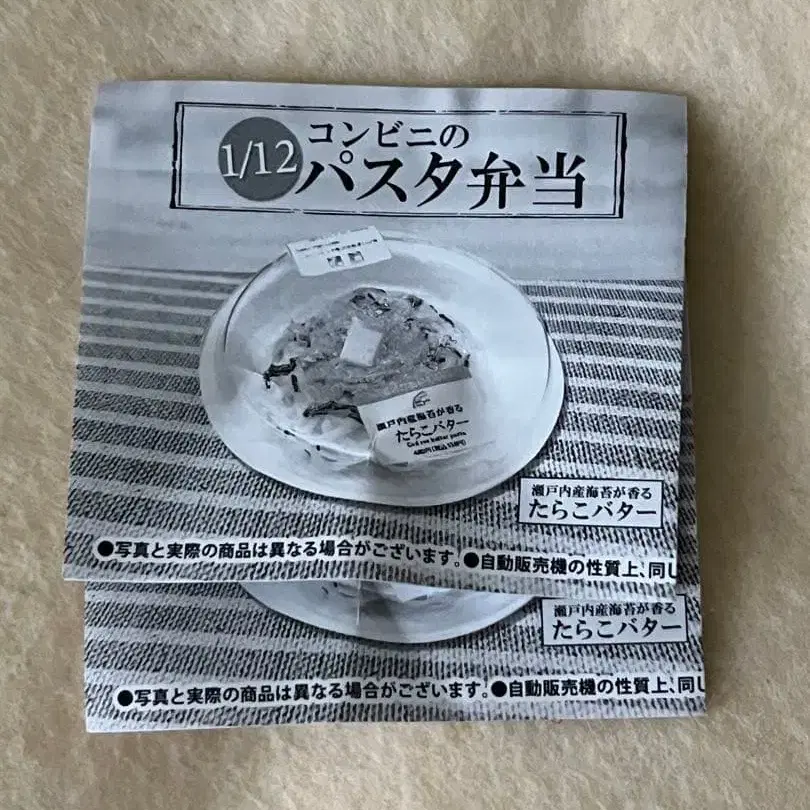 1/12
コンビニの
パスタ弁当
瀬戸内産海苔が香る
たらこバター
Cod roe butter pasta
瀬戸内産海苔が香る
たらこバター
●写真と実際の商品は異なる場合がございます。●自動販売機の性質上、同じ
瀬戸内産海苔が香る
たらこバター
●写真と実際の商品は異なる場合がございます。●自動販売機の性質上、同じ